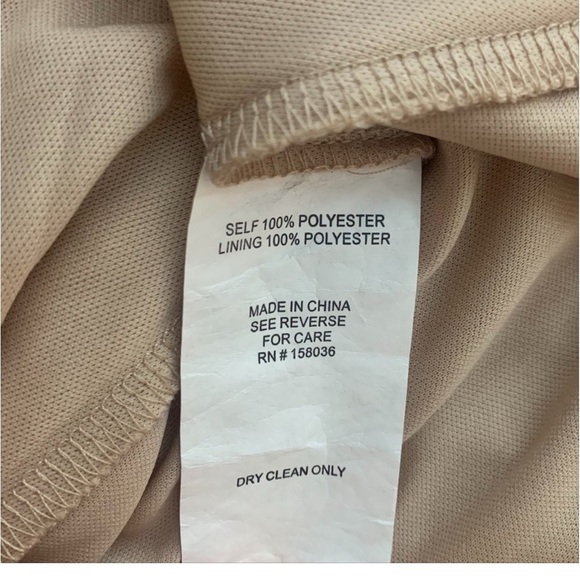 SELF 100% POLYESTER
LINING 100% POLYESTER
MADE IN CHINA
SEE REVERSE
FOR CARE
RN # 158036
DRY CLEAN ONLY